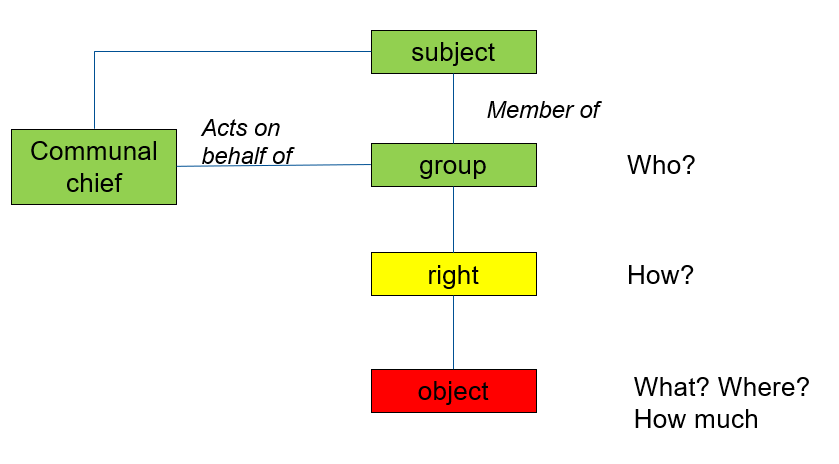 subject
Member of
Acts on
behalf of
Communal
chief
group
Who?
right
How?
object
What? Where?
How much